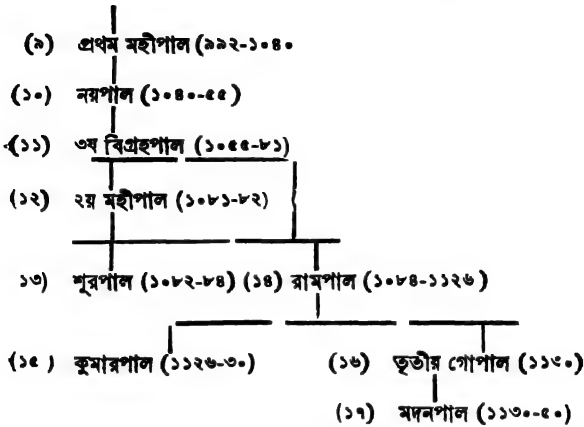 (৯) প্রথম মহীপাল (৯৯২-১০৪০
(১০) নয়পাল (১০৪০-৫৫)
(১১) ৩য় বিগ্রহপাল (১০৫৫-৮১)
(১২) ২য় মহীপাল (১০৮১-৮২)
১৩) শূরপাল (১০৮২-৮৪) (১৪) রামপাল (১০৮৪-১১২৬)
(১৫ ) কুমারপাল (১১২৬-৩০) (১৬) তৃতীয় গোপাল (১১৩০)
(১৭) মদনপাল (১১৩০-৫০)